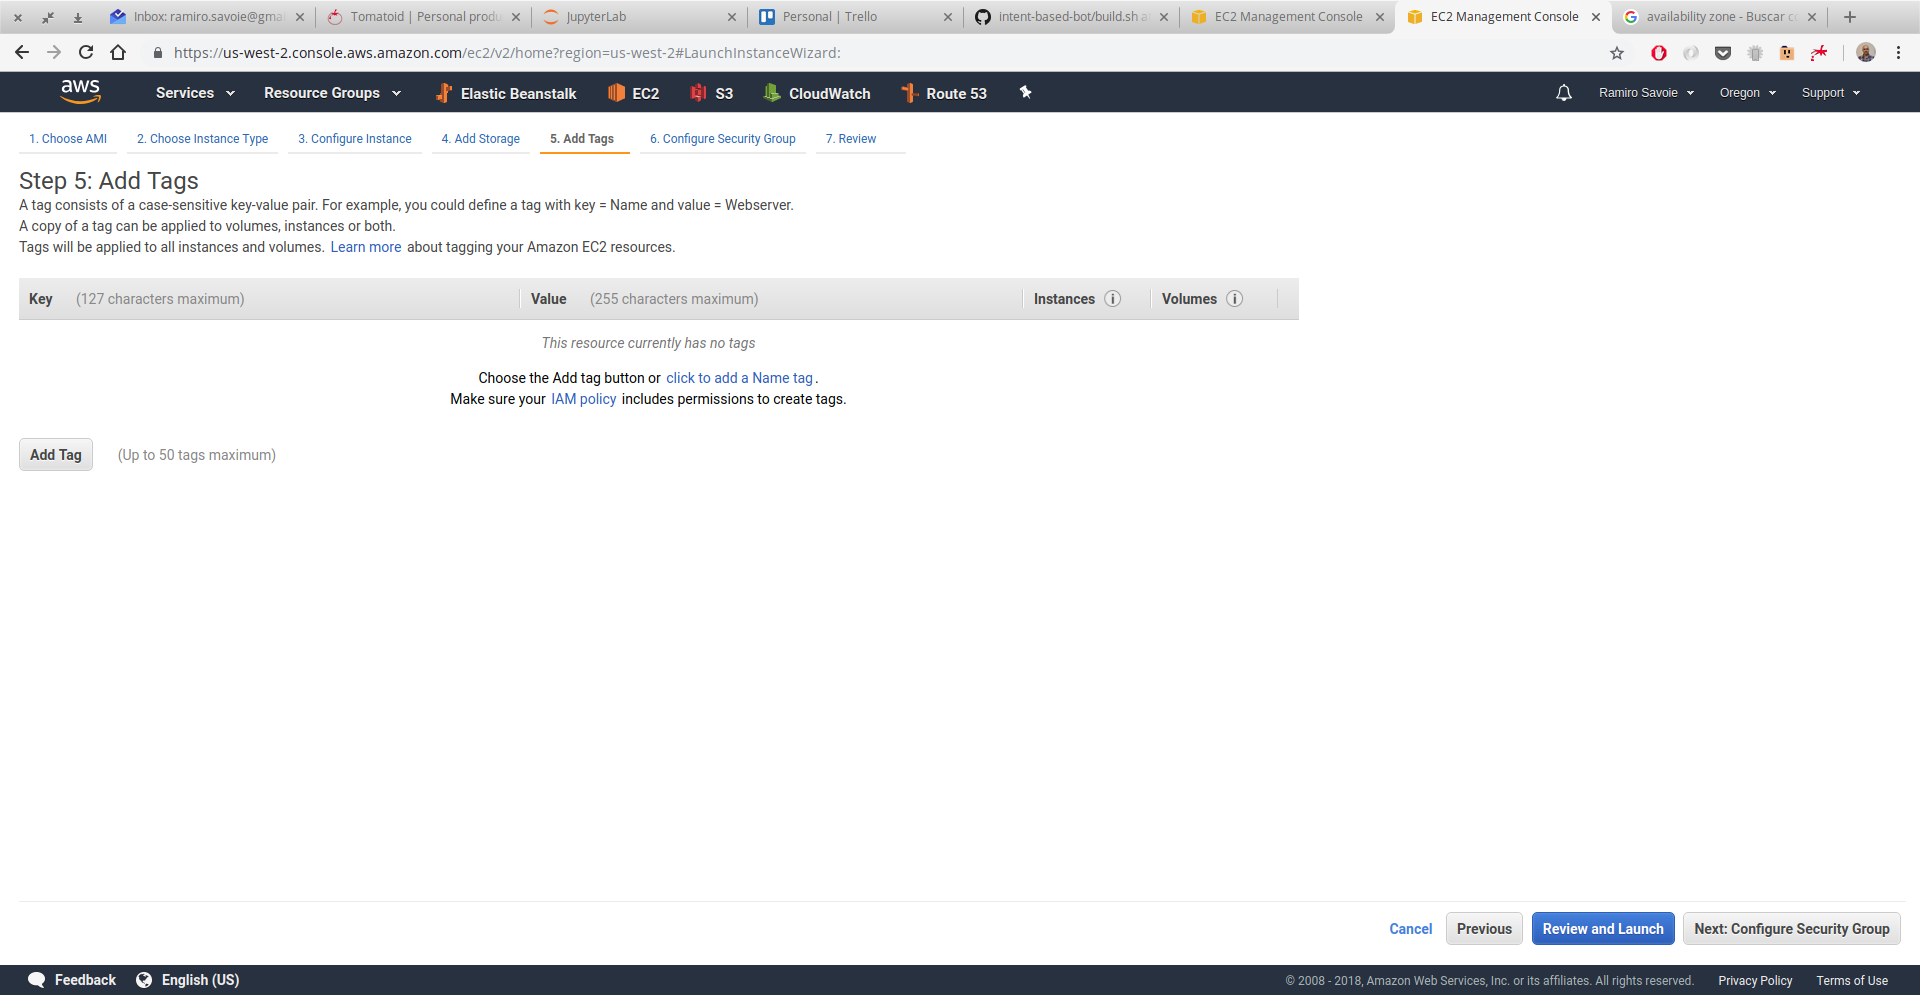 Inbox: ramiro.savoie@gma
Tomatoid | Personal produ
JupyterLab
Personal | Trello
intent-based-bot/build.sh a
EC2 Management Console
EC2 Management Console
availability zone - Buscar c
https://us-west-2.console.aws.amazon.com/ec2/v2/home?region=us-west-2#LaunchInstanceWizard:
aws
Services
Resource Groups
Elastic Beanstalk
EC2
S3
CloudWatch
Route 53
Ramiro Savoie
Oregon
Support
1. Choose AMI
2. Choose Instance Type
3. Configure Instance
4. Add Storage
5. Add Tags
6. Configure Security Group
7. Review
Step 5: Add Tags
A tag consists of a case-sensitive key-value pair. For example, you could define a tag with key = Name and value = Webserver.
A copy of a tag can be applied to volumes, instances or both.
Tags will be applied to all instances and volumes. Learn more about tagging your Amazon EC2 resources.
Key (127 characters maximum)
Value (255 characters maximum)
Instances i
Volumes i
This resource currently has no tags
Choose the Add tag button or click to add a Name tag.
Make sure your IAM policy includes permissions to create tags.
Add Tag
(Up to 50 tags maximum)
Cancel
Previous
Review and Launch
Next: Configure Security Group
Feedback
English (US)
© 2008 - 2018, Amazon Web Services, Inc. or its affiliates. All rights reserved.
Privacy Policy
Terms of Use